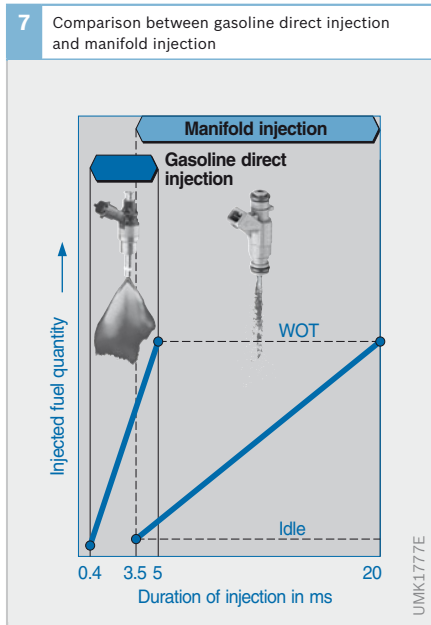 7 Comparison between gasoline direct injection
and manifold injection
Manifold injection
Gasoline direct
injection
Injected fuel quantity
WOT
Idle
0.4 3.5 5 20
Duration of injection in ms
UMK1777E